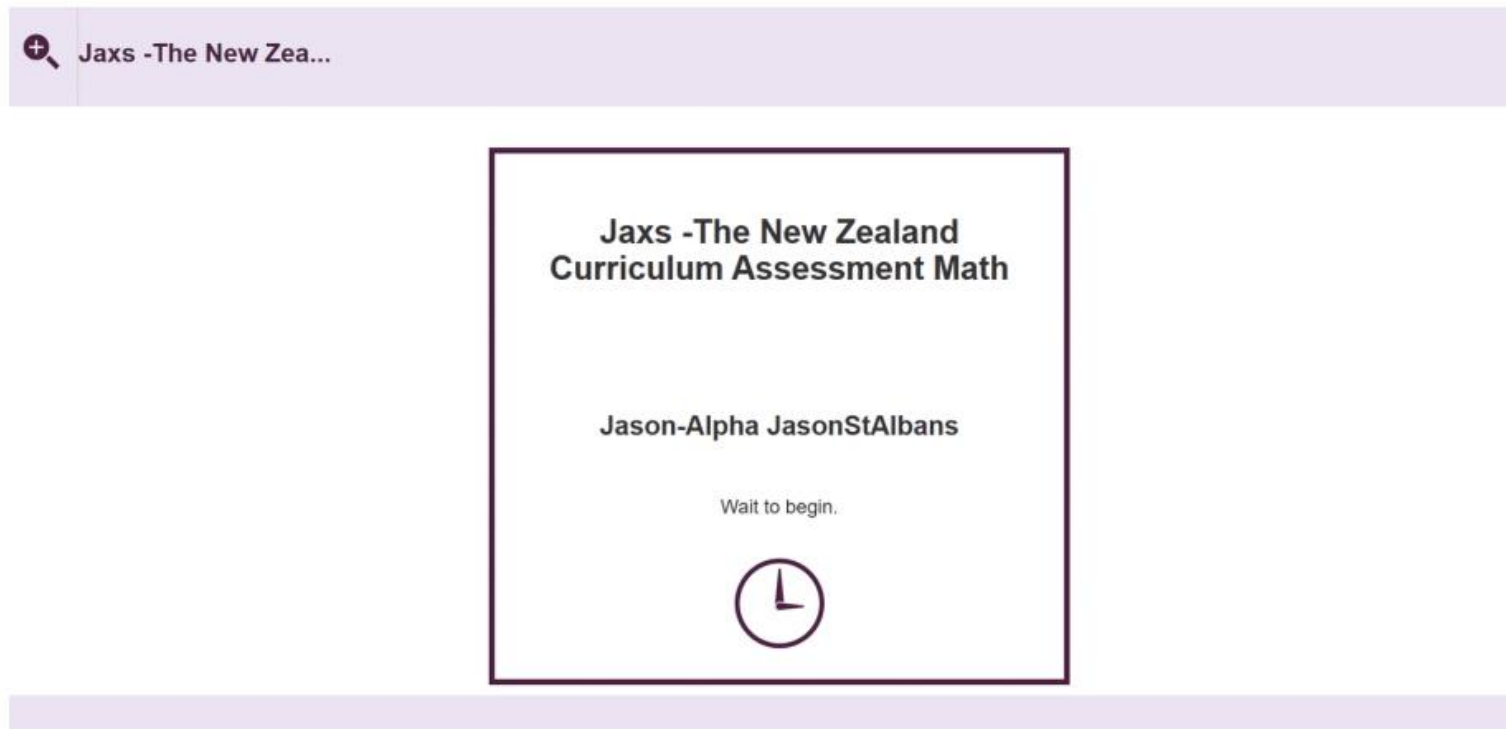 Jaxs -The New Zea...
Jaxs -The New Zealand
Curriculum Assessment Math
Jason-Alpha JasonStAlbans
Wait to begin.